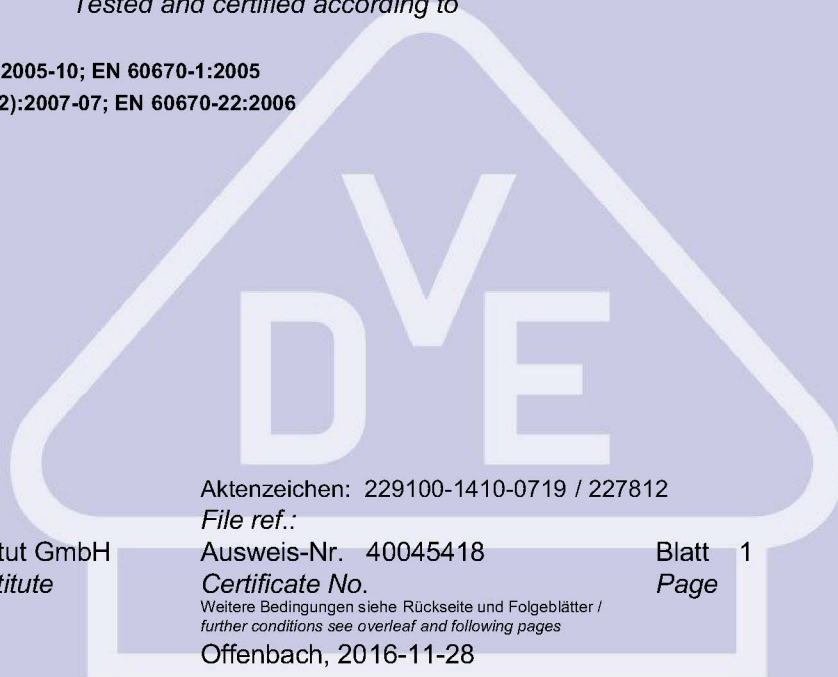 Tested and certified according to
2005-10; EN 60670-1:2005
2):2007-07; EN 60670-22:2006
VDE
Aktenzeichen: 229100-1410-0719 / 227812
File ref.:
tut GmbH Ausweis-Nr. 40045418 Blatt 1
titute Certificate No. Page
Weitere Bedingungen siehe Rückseite und Folgeblätter /
further conditions see overleaf and following pages
Offenbach, 2016-11-28